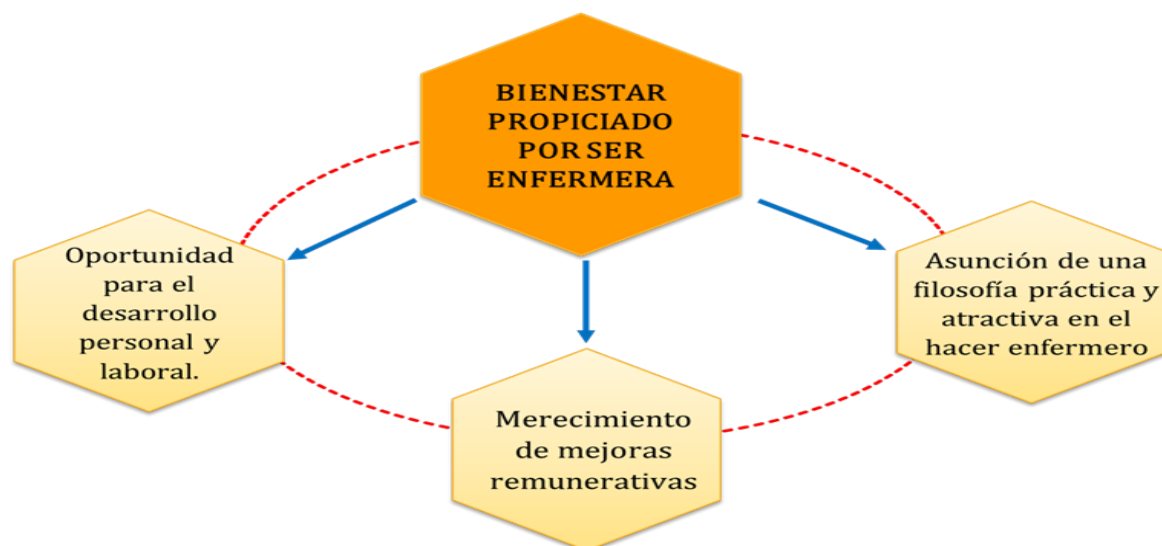 BIENESTAR
PROPICIADO
POR SER
ENFERMERA
Oportunidad
para el
desarrollo
personal y
laboral.
Merecimiento
de mejoras
remunerativas
Asunción de una
filosofía práctica y
atractiva en el
hacer enfermero